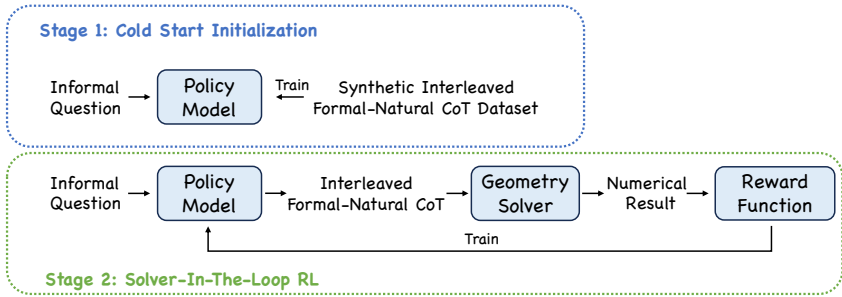 Stage 1: Cold Start Initialization
Informal
Question
Policy
Model
Train
Synthetic Interleaved
Formal-Natural CoT Dataset
Informal
Question
Policy
Model
Interleaved
Formal-Natural CoT
Geometry
Solver
Numerical
Result
Reward
Function
Train
Stage 2: Solver-In-The-Loop RL